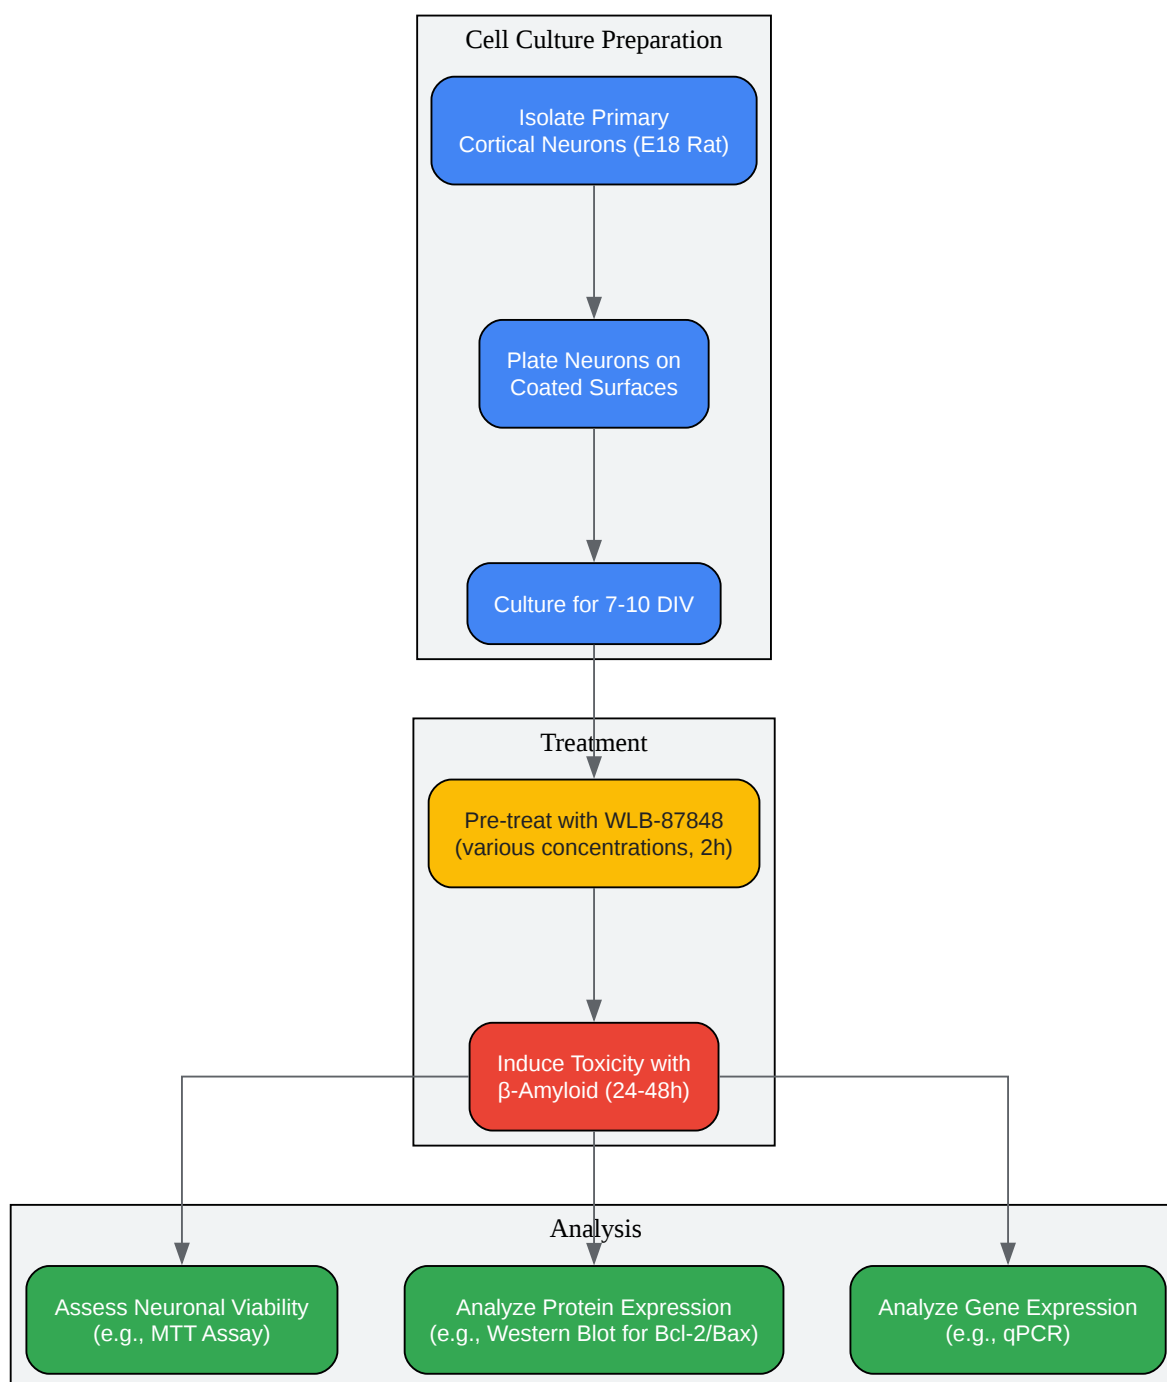 Cell Culture Preparation
Isolate Primary
Cortical Neurons (E18 Rat)
Plate Neurons on
Coated Surfaces
Culture for 7-10 DIV
Treatment
Pre-treat with WLB-87848
(various concentrations, 2h)
Induce Toxicity with
β-Amyloid (24-48h)
Analysis
Assess Neuronal Viability
(e.g., MTT Assay)
Analyze Protein Expression
(e.g., Western Blot for Bcl-2/Bax)
Analyze Gene Expression
(e.g., qPCR)